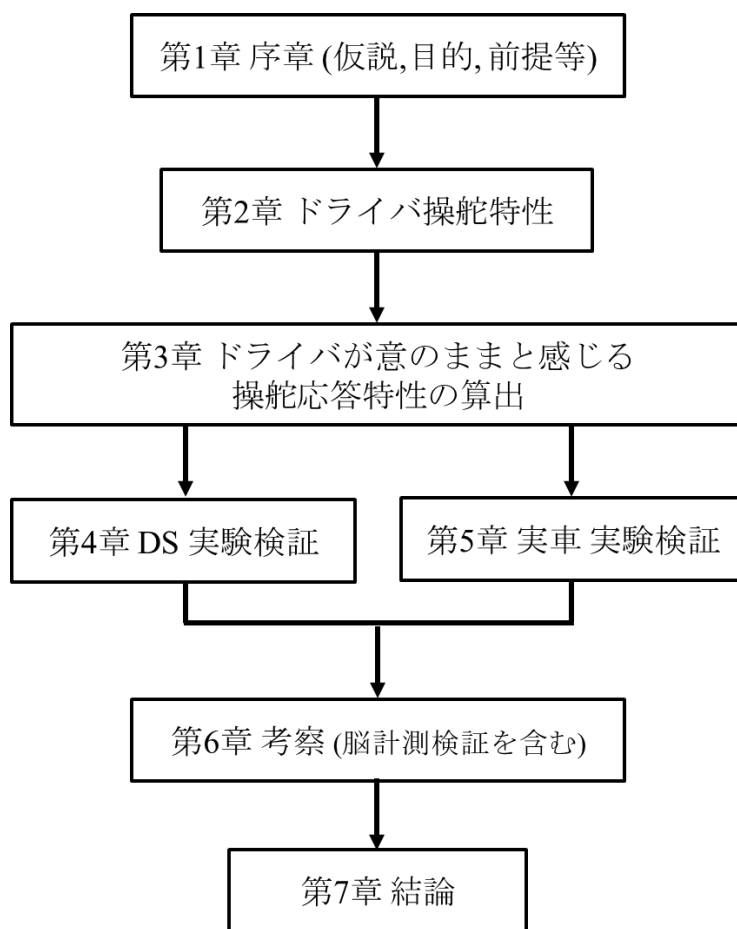 第1章 序章 (仮説,目的, 前提等)
第2章 ドライバ操舵特性
第3章 ドライバが意のままと感じる
操舵応答特性の算出
第4章 DS 実験検証
第5章 実車 実験検証
第6章 考察 (脳計測検証を含む)
第7章 結論